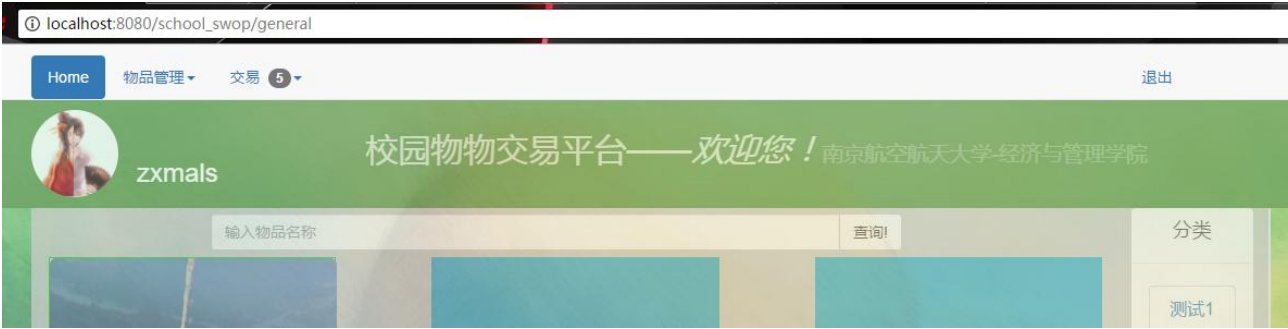 localhost:8080/school_swop/general
Home 物品管理 交易 5 退出
校园物物交易平台——欢迎您！南京航空航天大学-经济与管理学院
zxmals
输入物品名称 查询! 分类
测试1